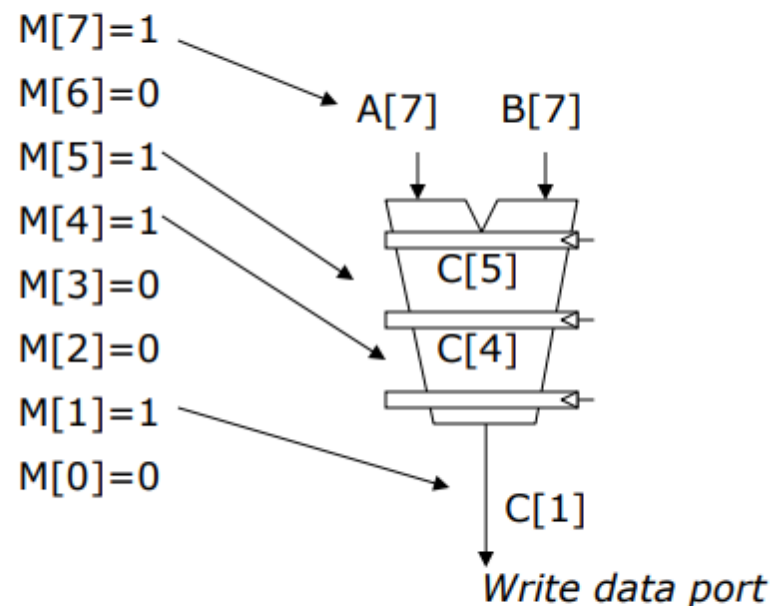 M[7]=1
M[6]=0
A[7] B[7]
M[5]=1
M[4]=1
C[5]
M[3]=0
M[2]=0
C[4]
M[1]=1
M[0]=0
C[1]
Write data port